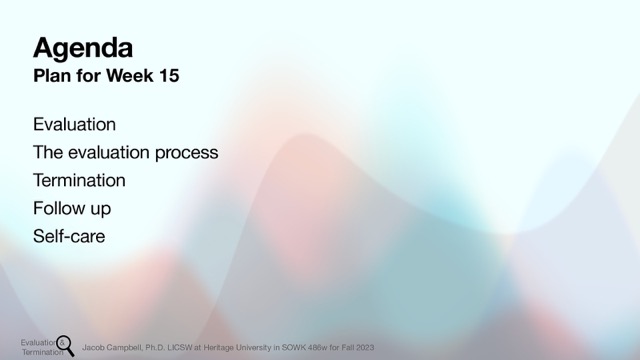 Agenda
Plan for Week 15
Evaluation
The evaluation process
Termination
Follow up
Self-care
Evaluation &
Termination
Jacob Campbell, Ph.D. LICSW at Heritage University in SOWK 486w for Fall 2023